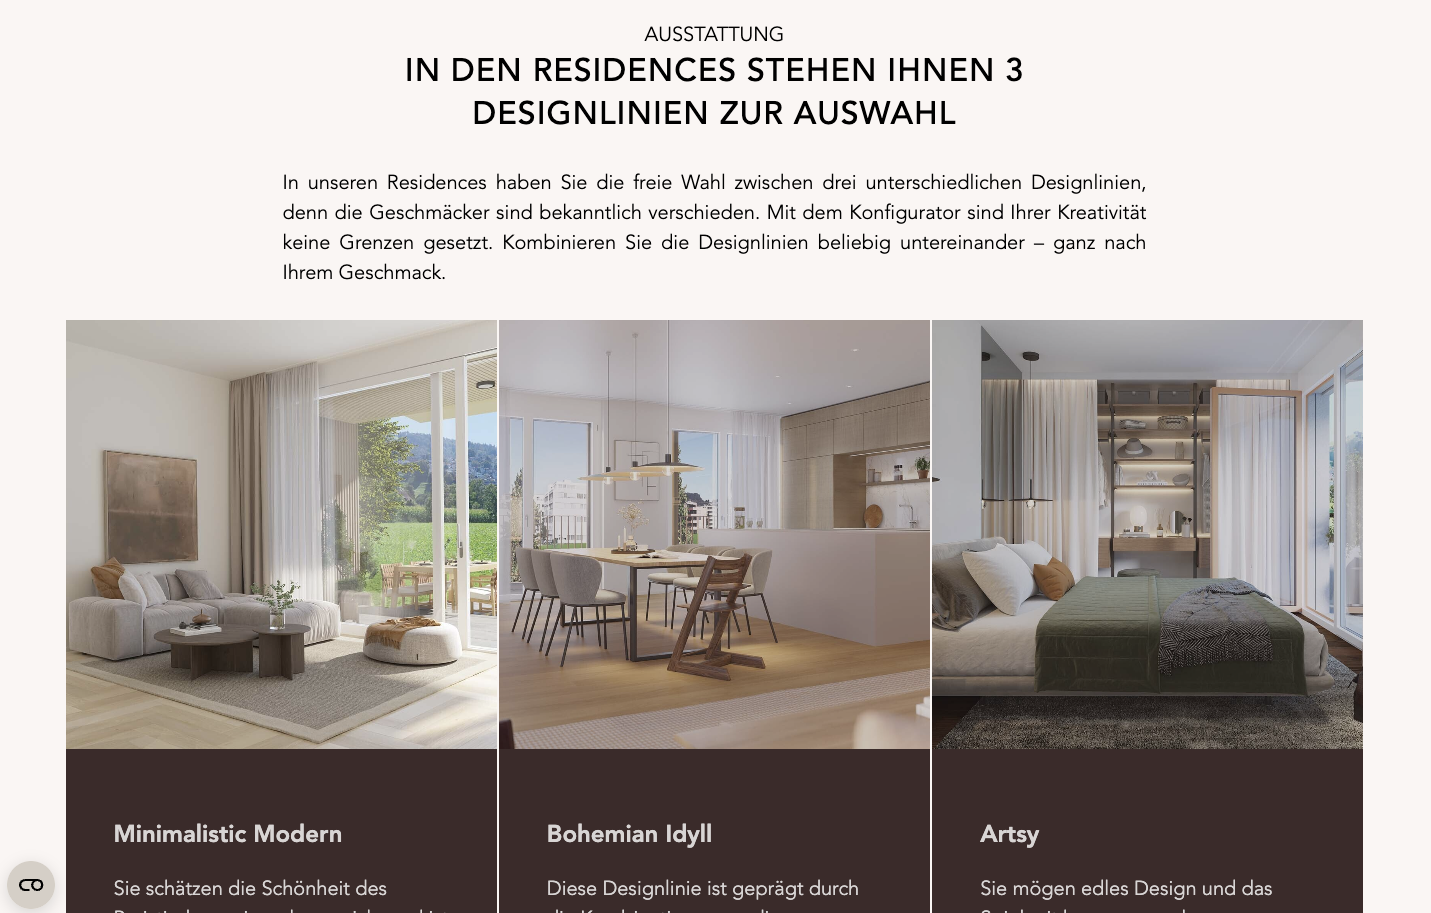 AUSSTATTUNG
IN DEN RESIDENCES STEHEN IHNEN 3
DESIGNLINIEN ZUR AUSWAHL
In unseren Residences haben Sie die freie Wahl zwischen drei unterschiedlichen Designlinien,
denn die Geschmäcker sind bekanntlich verschieden. Mit dem Konfigurator sind Ihrer Kreativität
keine Grenzen gesetzt. Kombinieren Sie die Designlinien beliebig untereinander – ganz nach
Ihrem Geschmack.
Minimalistic Modern
Sie schätzen die Schönheit des
Bohemian Idyll
Diese Designlinie ist geprägt durch
Artsy
Sie mögen edles Design und das